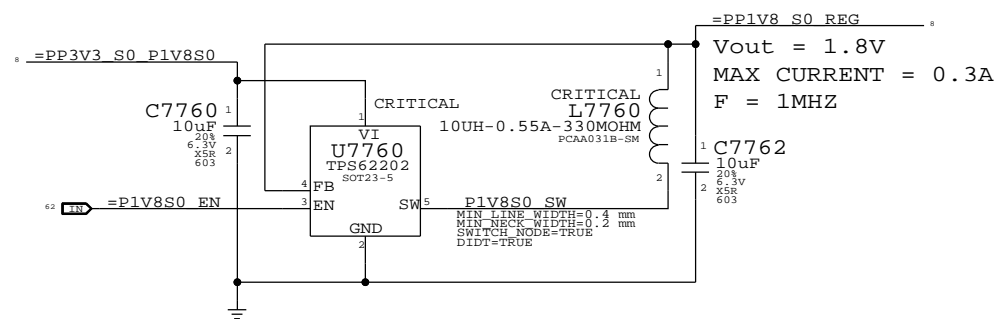 =PP1V8_S0_REG
8
8
=PP3V3_S0_P1V8S0
Vout = 1.8V
MAX CURRENT = 0.3A
F = 1MHZ
1
CRITICAL
L7760
10UH-0.55A-330MOHM
PCAA031B-SM
2
CRITICAL
C7760
1
10uF
20%
6.3V
X5R
603
2
1
VI
U7760
TPS62202
SOT23-5
4
FB
3
EN
SW
5
GND
2
1
C7762
10uF
20%
6.3V
X5R
603
2
62
IN
=P1V8S0_EN
P1V8S0_SW
MIN_LINE_WIDTH=0.4 mm
MIN_NECK_WIDTH=0.2 mm
SWITCH_NODE=TRUE
DIDT=TRUE